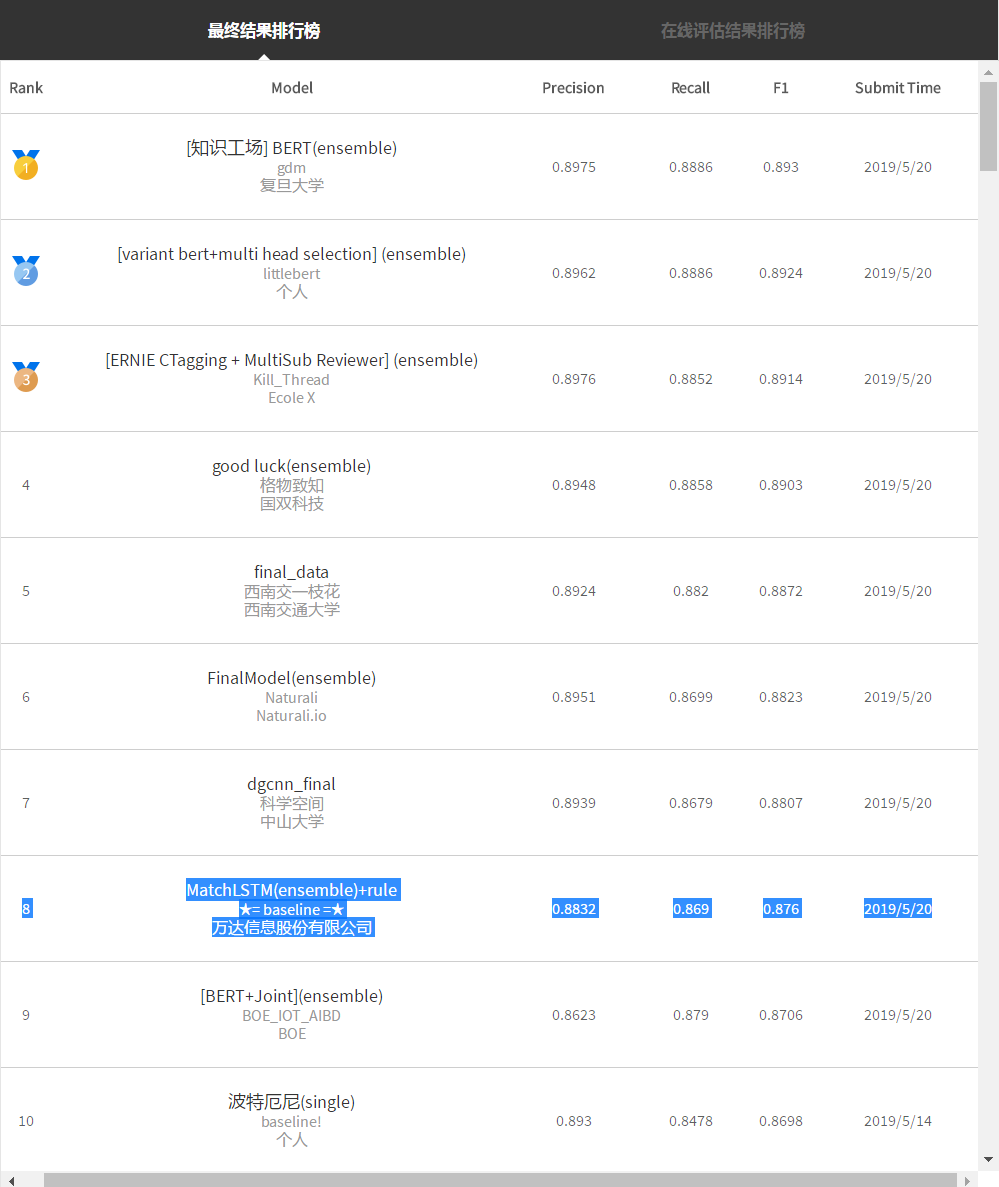 最终结果排行榜 在线评估结果排行榜
Rank Model Precision Recall F1 Submit Time
[知识工场] BERT(ensemble)
1 gdm 0.8975 0.8886 0.893 2019/5/20
复旦大学
[variant bert+multi head selection] (ensemble)
2 littlebert 0.8962 0.8886 0.8924 2019/5/20
个人
[ERNIE CTagging + MultiSub Reviewer] (ensemble)
3 Kill_Thread 0.8976 0.8852 0.8914 2019/5/20
Ecole X
good luck(ensemble)
4 格物致知 0.8948 0.8858 0.8903 2019/5/20
国双科技
final_data
5 西南交一枝花 0.8924 0.882 0.8872 2019/5/20
西南交通大学
FinalModel(ensemble)
6 Naturali 0.8951 0.8699 0.8823 2019/5/20
Naturali.io
dgcnn_final
7 科学空间 0.8939 0.8679 0.8807 2019/5/20
中山大学
MatchLSTM(ensemble)+rule
8 ★= baseline =★ 0.8832 0.869 0.876 2019/5/20
万达信息股份有限公司
[BERT+Joint](ensemble)
9 BOE_IOT_AIBD 0.8623 0.879 0.8706 2019/5/20
BOE
波特厄尼(single)
10 baseline! 0.893 0.8478 0.8698 2019/5/14
个人